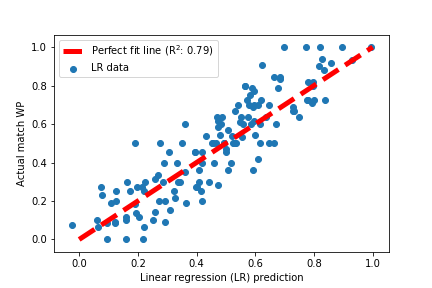 Perfect fit line (R²: 0.79)
LR data
Actual match WP
1.0
0.8
0.6
0.4
0.2
0.0
0.0 0.2 0.4 0.6 0.8 1.0
Linear regression (LR) prediction